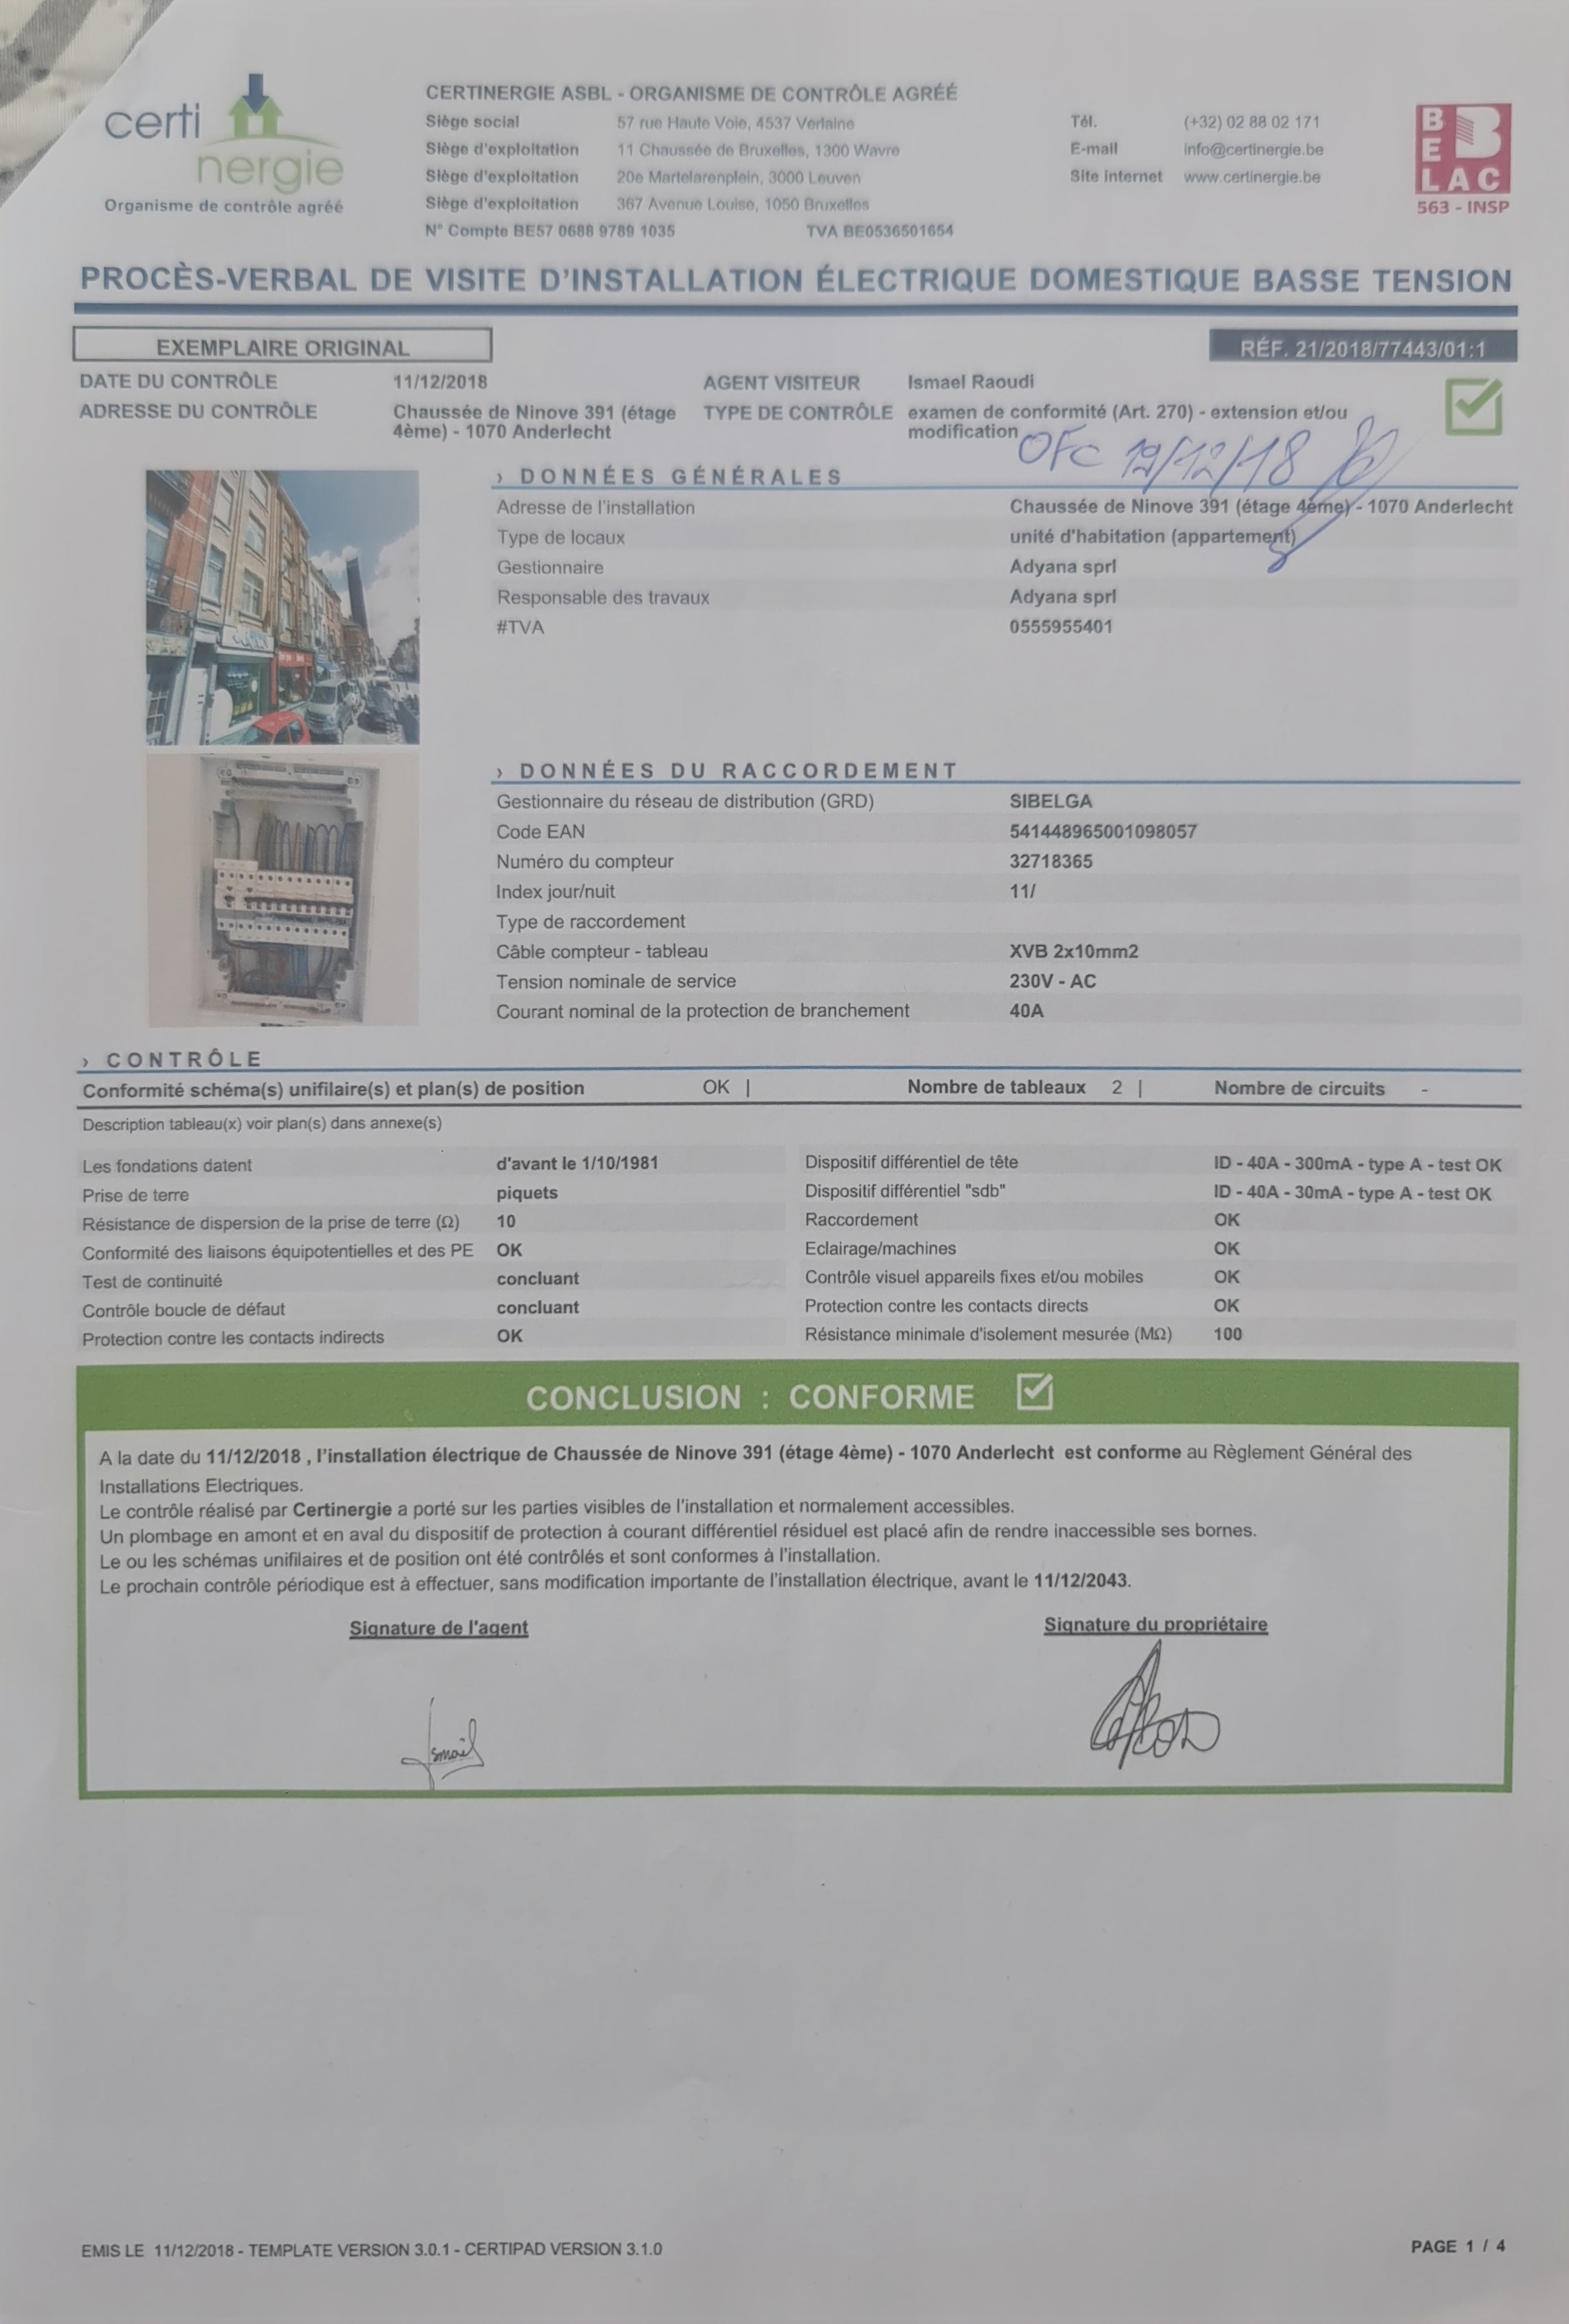 certi
nergie
Organisme de contrôle agréé
CERTINERGIE ASBL - ORGANISME DE CONTRÔLE AGRÉÉ
Siège social 57 rue Haute Voie, 4537 Verlaine
Siège d'exploitation 11 Chaussée de Bruxelles, 1300 Wavre
Siège d'exploitation 20e Martelarenplein, 3000 Leuven
Siège d'exploitation 367 Avenue Louise, 1050 Bruxelles
N° Compte BE57 0688 9789 1035 TVA BE0536501654
Tél. (+32) 02 88 02 171
E-mail info@certinergie.be
Site internet www.certinergie.be
BELAC
563 - INSP
PROCÈS-VERBAL DE VISITE D'INSTALLATION ÉLECTRIQUE DOMESTIQUE BASSE TENSION
EXEMPLAIRE ORIGINAL
RÉF. 21/2018/77443/01:1
DATE DU CONTRÔLE 11/12/2018 AGENT VISITEUR Ismael Raoudi
ADRESSE DU CONTRÔLE Chaussée de Ninove 391 (étage TYPE DE CONTRÔLE examen de conformité (Art. 270) - extension et/ou
4ème) - 1070 Anderlecht modification
OFC 19/12/18
› DONNÉES GÉNÉRALES
Adresse de l'installation Chaussée de Ninove 391 (étage 4ème) - 1070 Anderlecht
Type de locaux unité d'habitation (appartement)
Gestionnaire Adyana sprl
Responsable des travaux Adyana sprl
#TVA 0555955401
› DONNÉES DU RACCORDEMENT
Gestionnaire du réseau de distribution (GRD) SIBELGA
Code EAN 541448965001098057
Numéro du compteur 32718365
Index jour/nuit 11/
Type de raccordement
Câble compteur - tableau XVB 2x10mm2
Tension nominale de service 230V - AC
Courant nominal de la protection de branchement 40A
› CONTRÔLE
Conformité schéma(s) unifilaire(s) et plan(s) de position OK | Nombre de tableaux 2 | Nombre de circuits -
Description tableau(x) voir plan(s) dans annexe(s)
Les fondations datent d'avant le 1/10/1981 Dispositif différentiel de tête ID - 40A - 300mA - type A - test OK
Prise de terre piquets Dispositif différentiel "sdb" ID - 40A - 30mA - type A - test OK
Résistance de dispersion de la prise de terre (Ω) 10 Raccordement OK
Conformité des liaisons équipotentielles et des PE OK Eclairage/machines OK
Test de continuité concluant Contrôle visuel appareils fixes et/ou mobiles OK
Contrôle boucle de défaut concluant Protection contre les contacts directs OK
Protection contre les contacts indirects OK Résistance minimale d'isolement mesurée (MΩ) 100
CONCLUSION : CONFORME
A la date du 11/12/2018 , l'installation électrique de Chaussée de Ninove 391 (étage 4ème) - 1070 Anderlecht est conforme au Règlement Général des
Installations Electriques.
Le contrôle réalisé par Certinergie a porté sur les parties visibles de l'installation et normalement accessibles.
Un plombage en amont et en aval du dispositif de protection à courant différentiel résiduel est placé afin de rendre inaccessible ses bornes.
Le ou les schémas unifilaires et de position ont été contrôlés et sont conformes à l'installation.
Le prochain contrôle périodique est à effectuer, sans modification importante de l'installation électrique, avant le 11/12/2043.
Signature de l'agent Signature du propriétaire
Ismail
EMIS LE 11/12/2018 - TEMPLATE VERSION 3.0.1 - CERTIPAD VERSION 3.1.0 PAGE 1 / 4